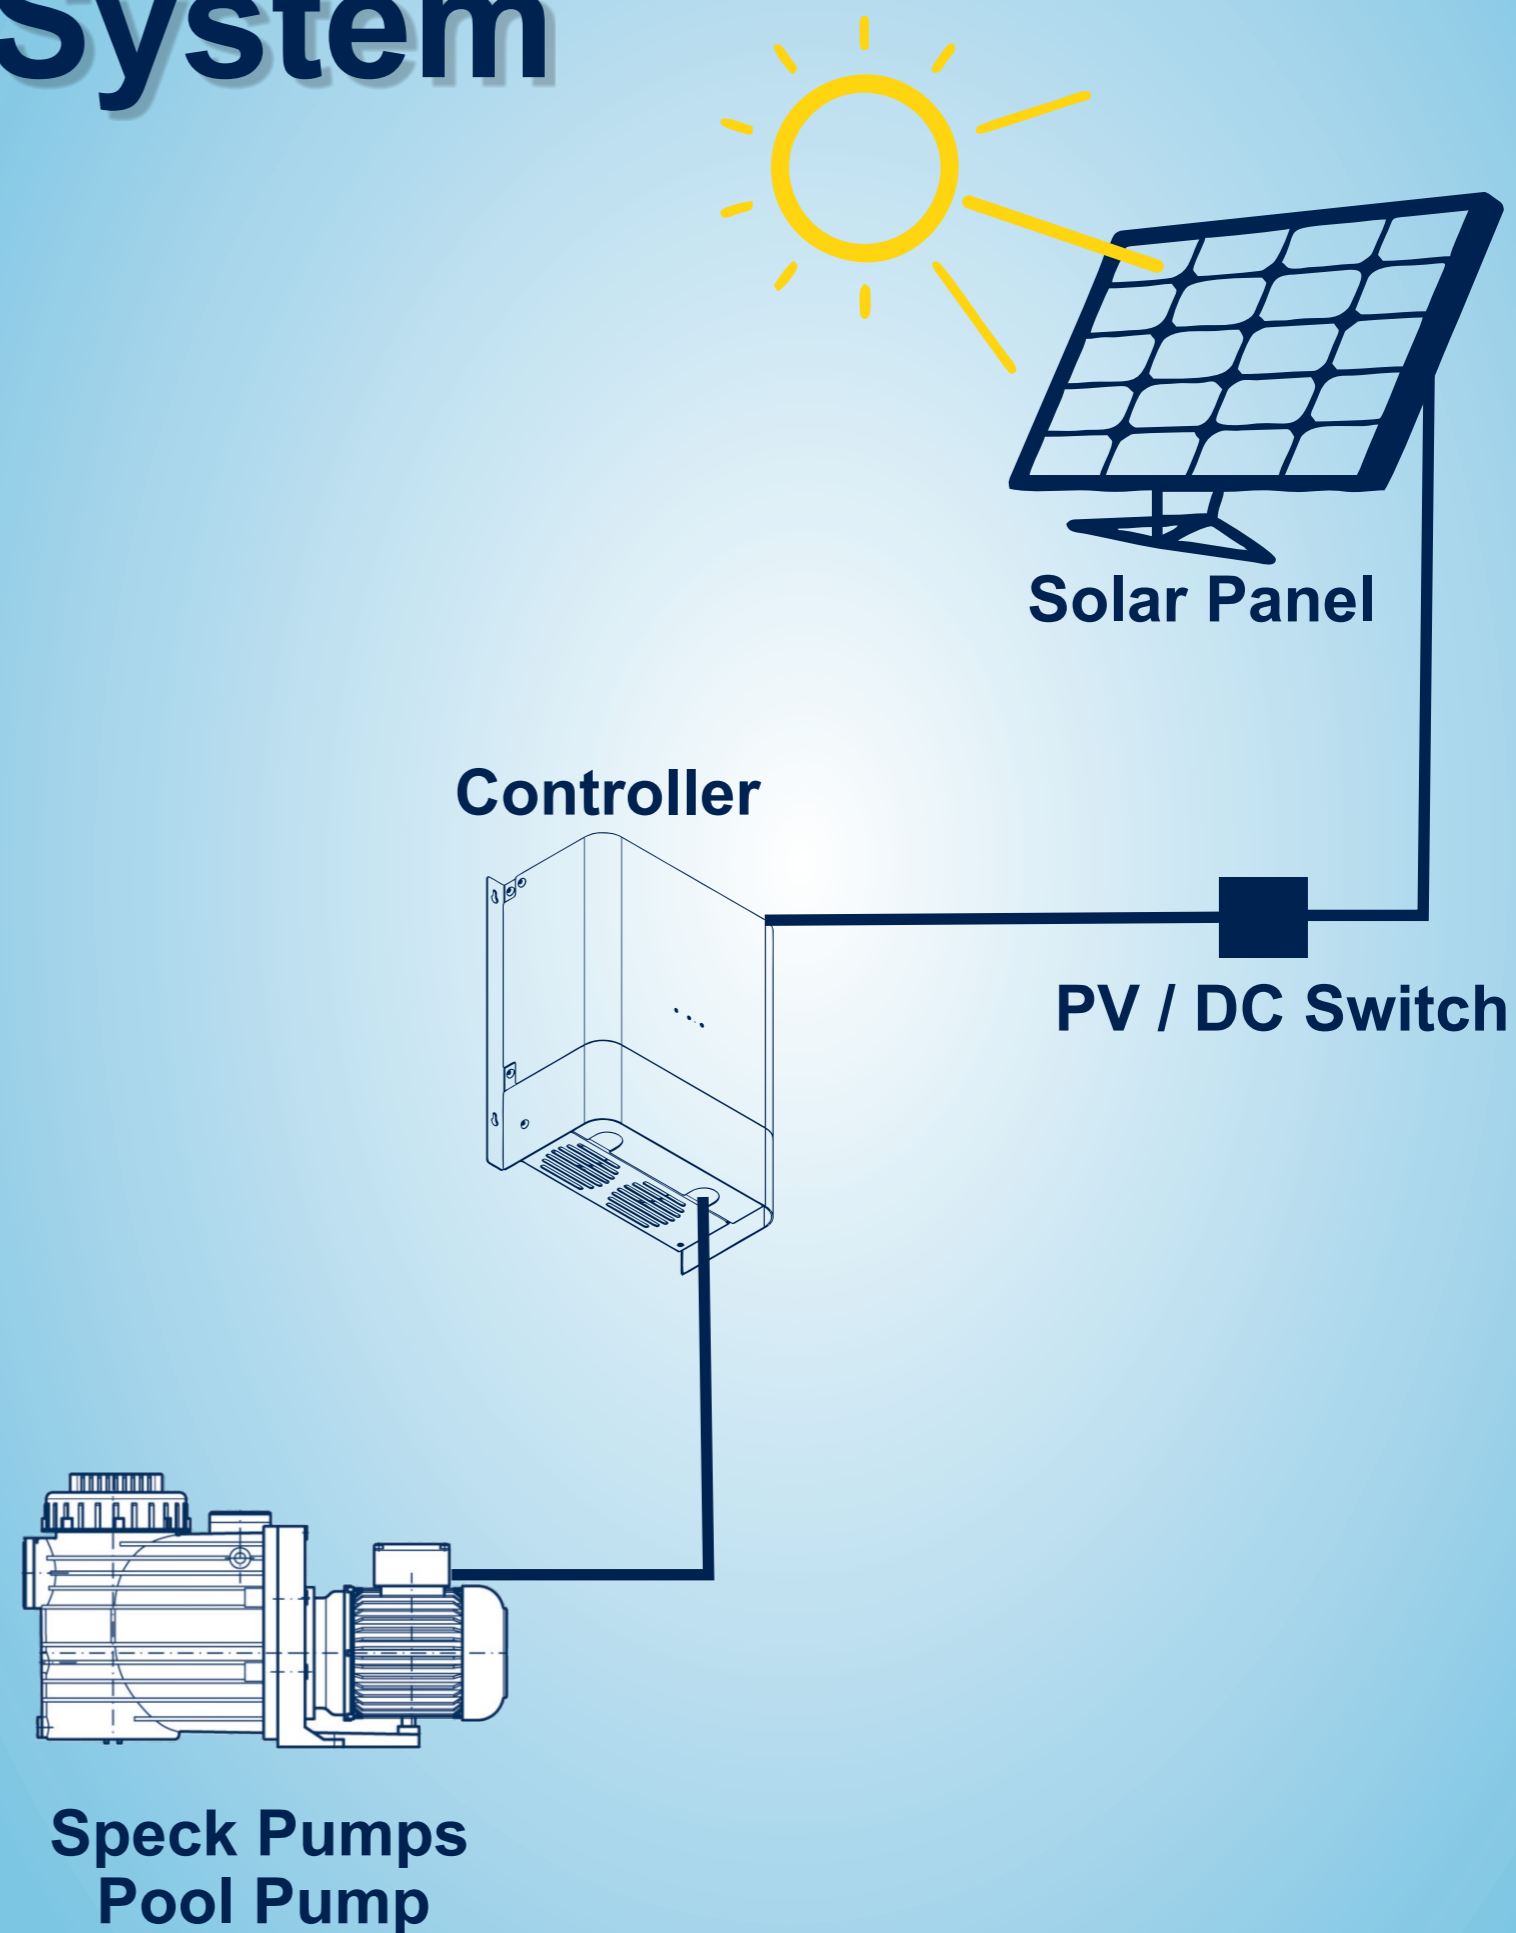 System
Solar Panel
Controller
PV / DC Switch
Speck Pumps
Pool Pump